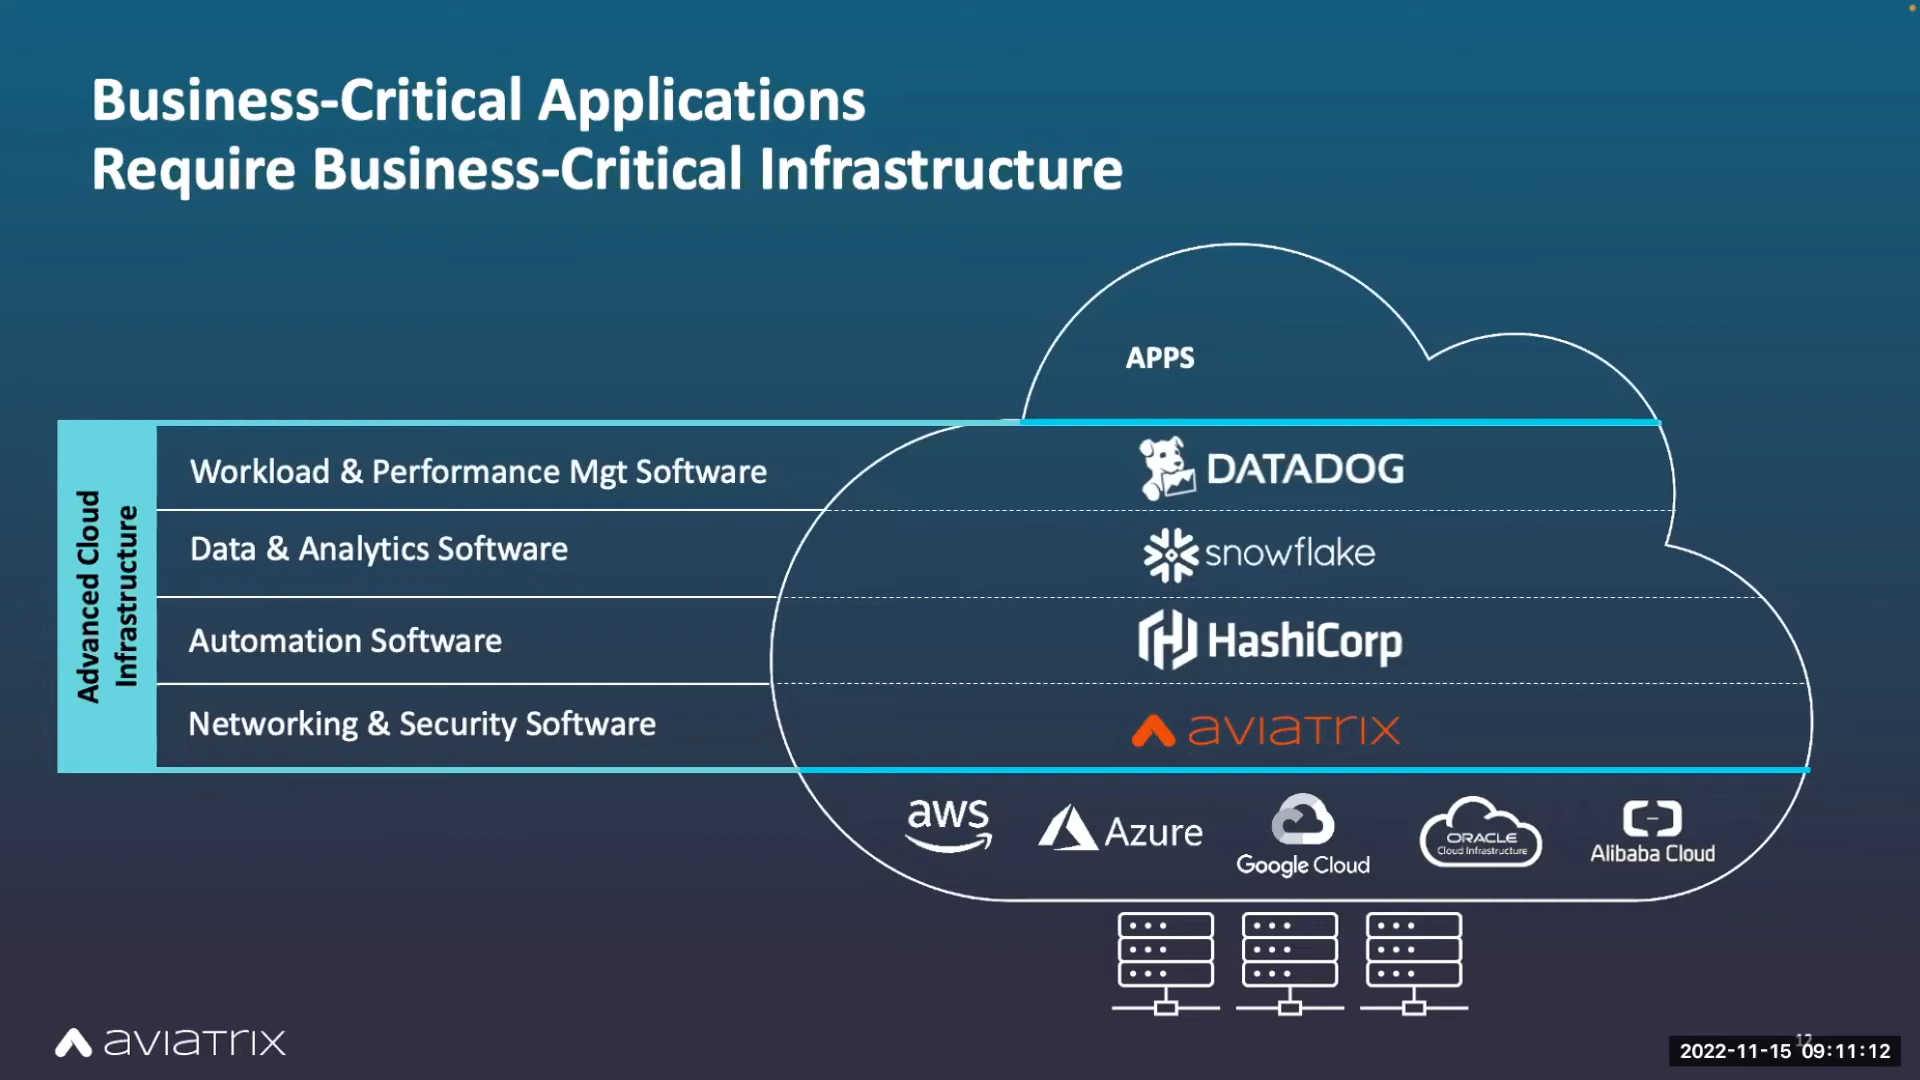 Business-Critical Applications
Require Business-Critical Infrastructure
APPS
Advanced Cloud
Infrastructure
Workload & Performance Mgt Software
DATADOG
Data & Analytics Software
snowflake
Automation Software
HashiCorp
Networking & Security Software
aviatrix
aws
Azure
Google Cloud
ORACLE
Cloud Infrastructure
Alibaba Cloud
aviatrix
12
2022-11-15 09:11:12